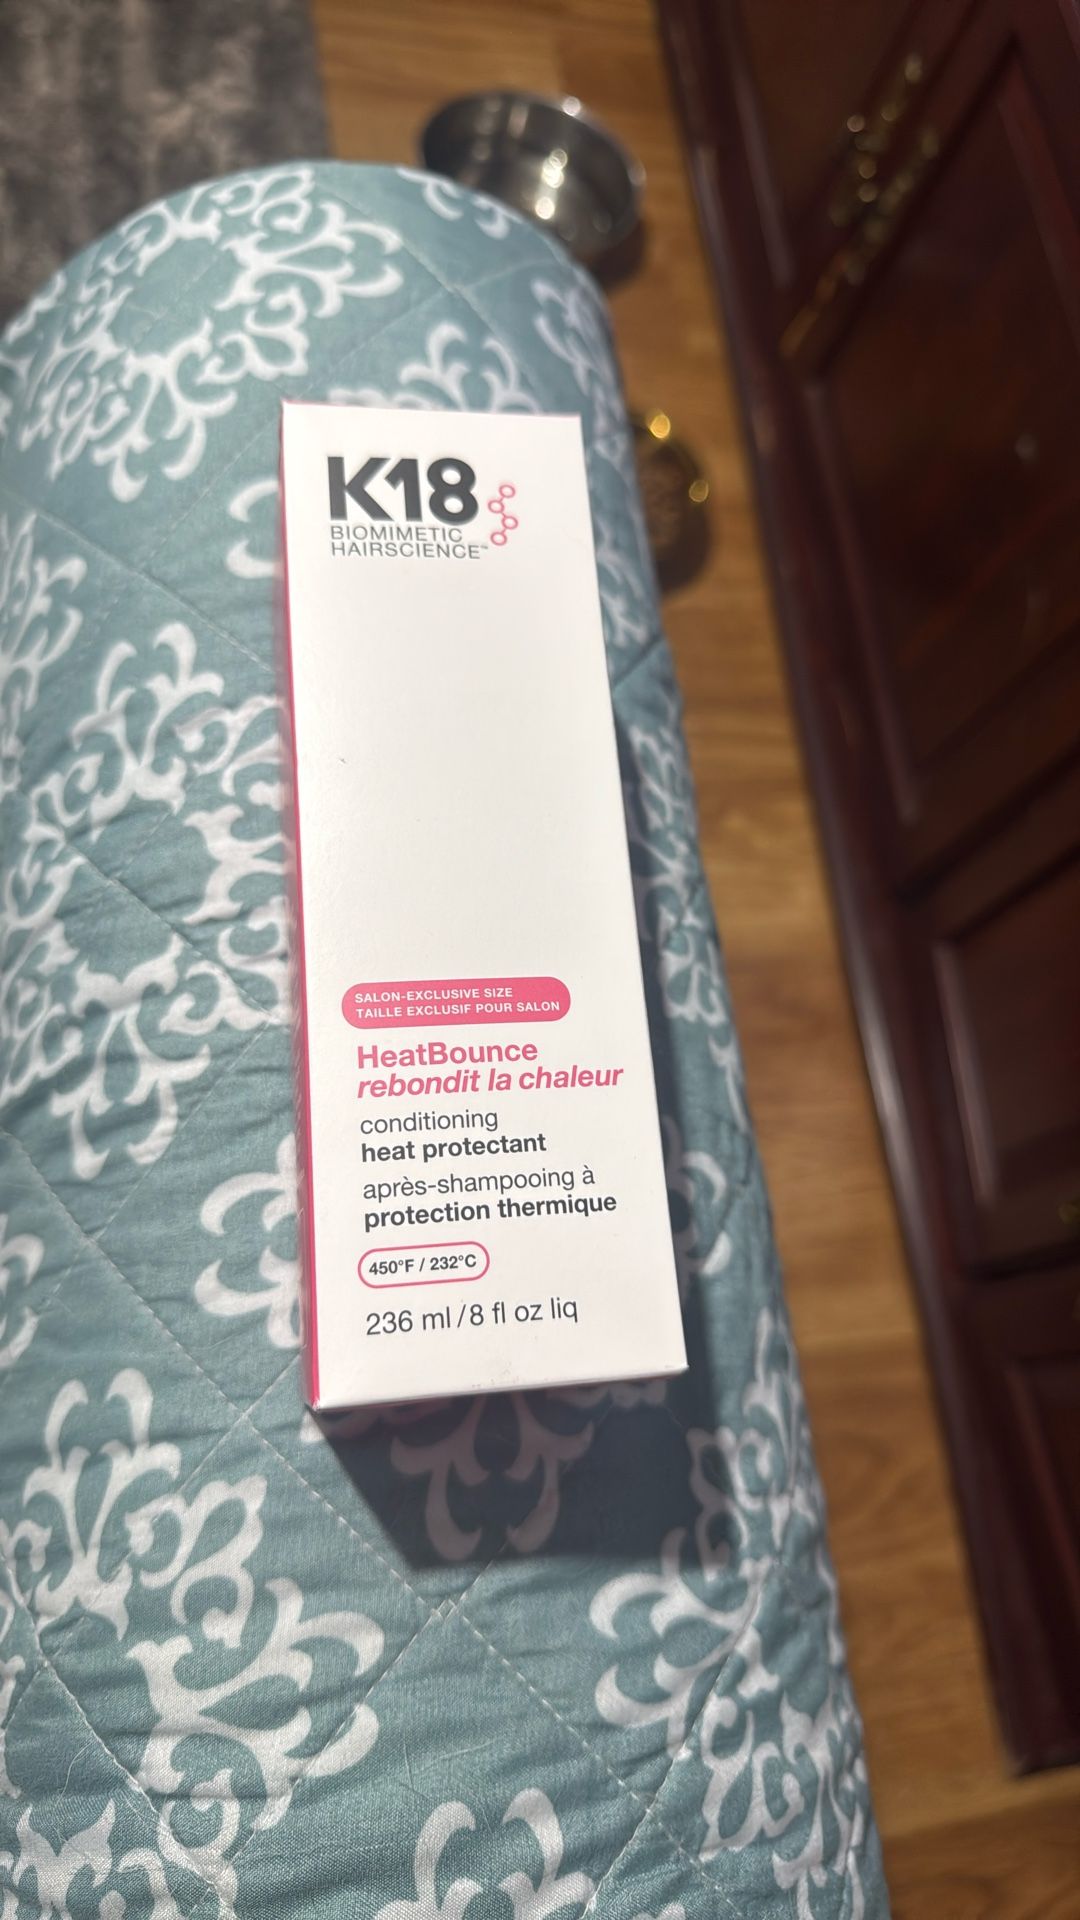 K18
BIOMIMETIC
HAIRSCIENCE™
SALON-EXCLUSIVE SIZE
TAILLE EXCLUSIF POUR SALON
HeatBounce
rebondit la chaleur
conditioning
heat protectant
après-shampooing à
protection thermique
450°F / 232°C
236 ml / 8 fl oz liq